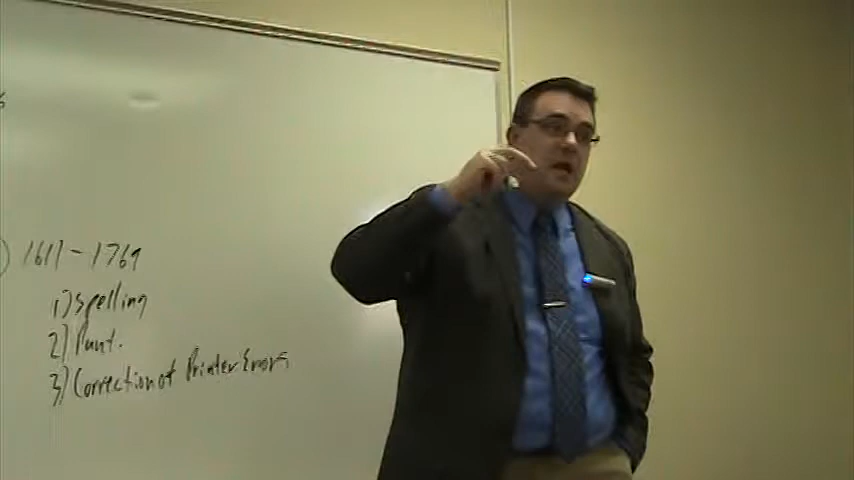 1611-1769
1) Spelling
2) Punt.
3) Correction of Printer Errors